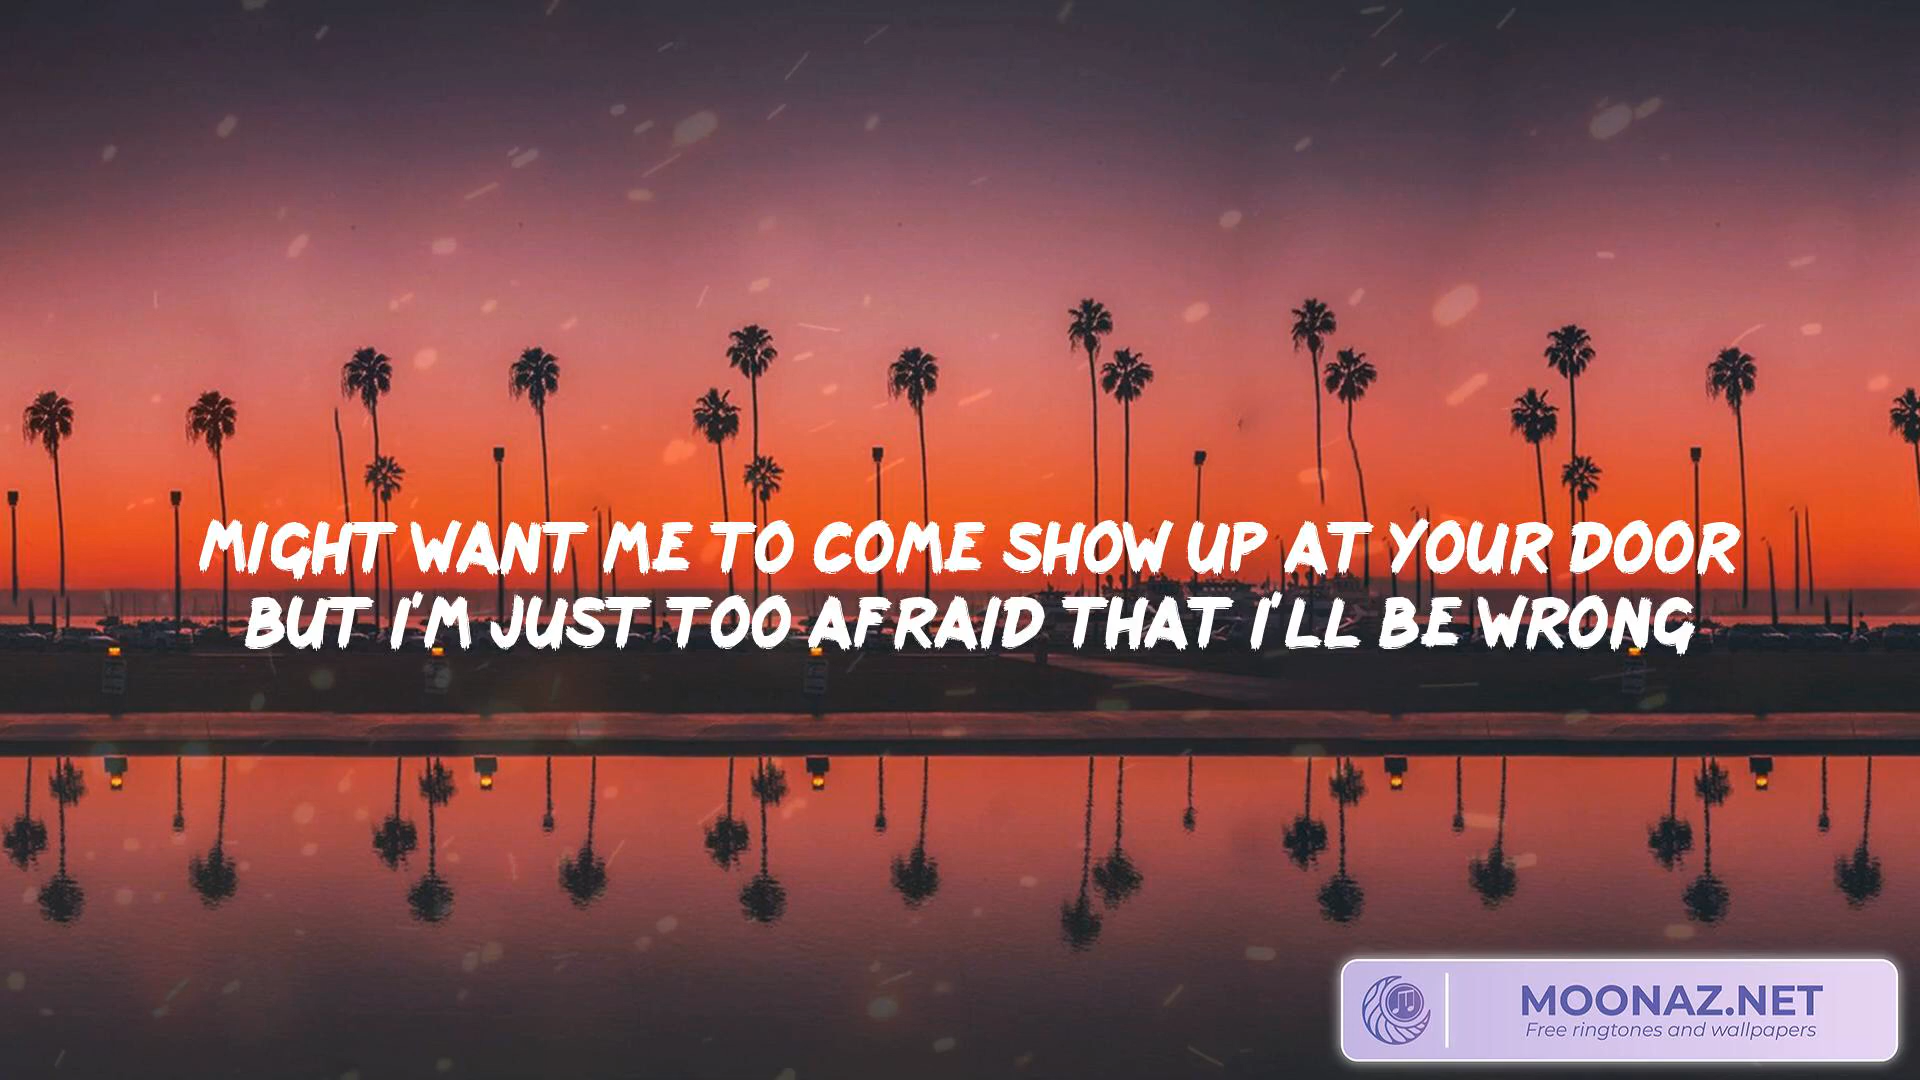 MIGHT WANT ME TO COME SHOW UP AT YOUR DOOR
BUT I'M JUST TOO AFRAID THAT I'LL BE WRONG
MOONAZ.NET
Free ringtones and wallpapers